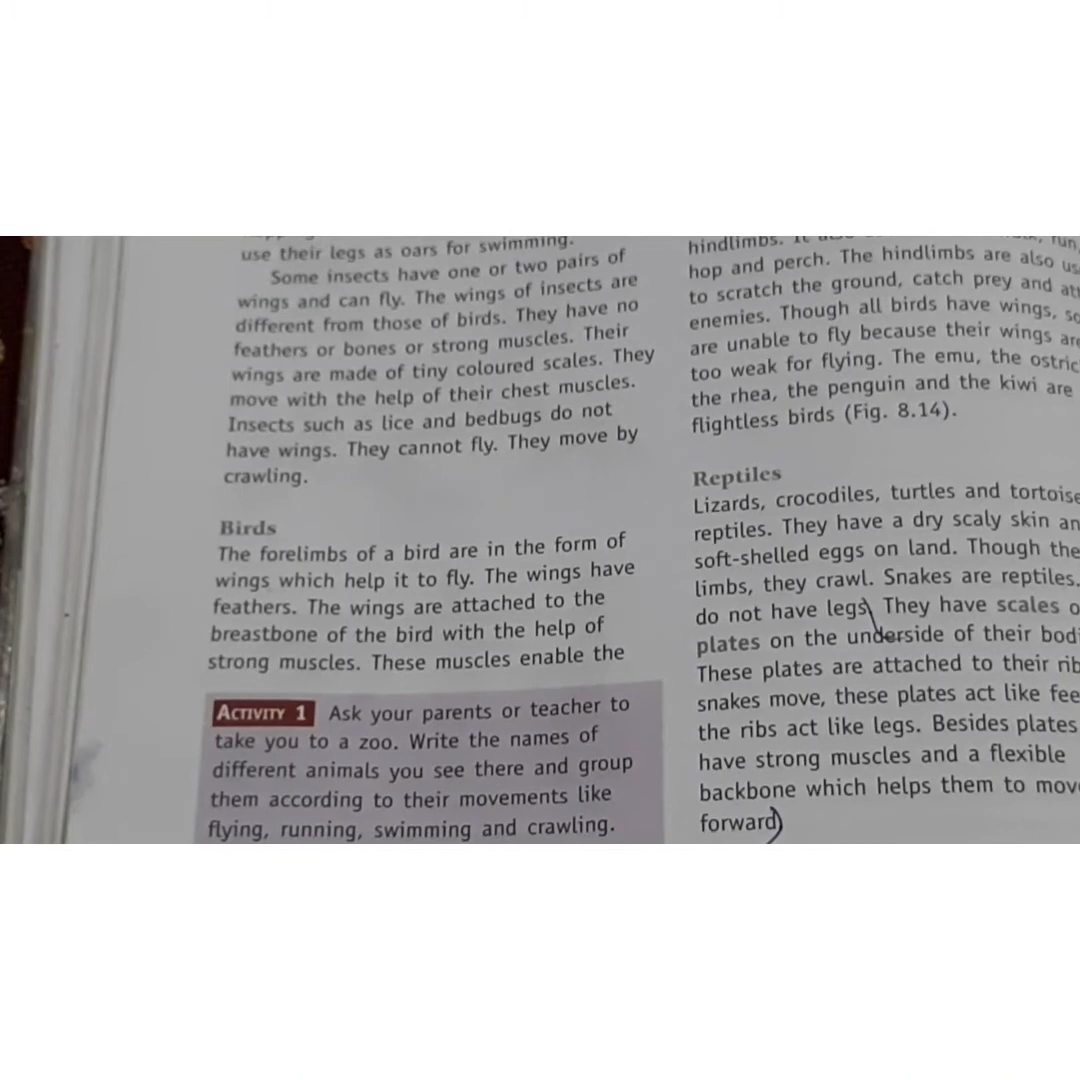 use their legs as oars for swimming.
Some insects have one or two pairs of
wings and can fly. The wings of insects are
different from those of birds. They have no
feathers or bones or strong muscles. Their
wings are made of tiny coloured scales. They
move with the help of their chest muscles.
Insects such as lice and bedbugs do not
have wings. They cannot fly. They move by
crawling.
Birds
The forelimbs of a bird are in the form of
wings which help it to fly. The wings have
feathers. The wings are attached to the
breastbone of the bird with the help of
strong muscles. These muscles enable the
ACTIVITY 1 Ask your parents or teacher to
take you to a zoo. Write the names of
different animals you see there and group
them according to their movements like
flying, running, swimming and crawling.
hindlimbs. It
hop and perch. The hindlimbs are also
to scratch the ground, catch prey and
enemies. Though all birds have wings,
are unable to fly because their wings
too weak for flying. The emu, the
the rhea, the penguin and the kiwi are
flightless birds (Fig. 8.14).
Reptiles
Lizards, crocodiles, turtles and
reptiles. They have a dry scaly skin
soft-shelled eggs on land. Though
limbs, they crawl. Snakes are reptiles.
do not have legs. They have scales
plates on the underside of their
These plates are attached to their
snakes move, these plates act like
the ribs act like legs. Besides plates
have strong muscles and a flexible
backbone which helps them to
forward